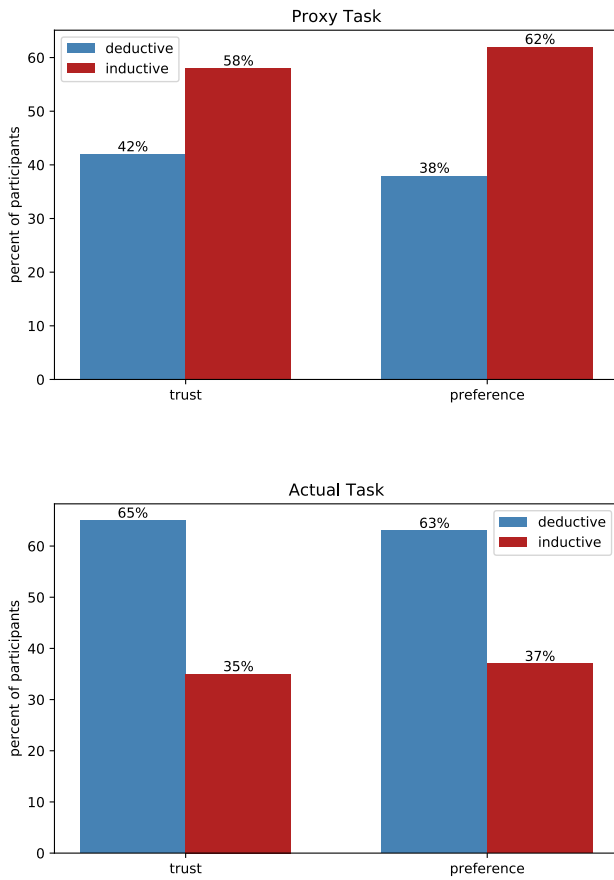 Proxy Task
deductive
inductive
42%
58%
38%
62%
percent of participants
0
10
20
30
40
50
60
trust
preference
Actual Task
deductive
inductive
65%
35%
63%
37%
percent of participants
0
10
20
30
40
50
60
trust
preference